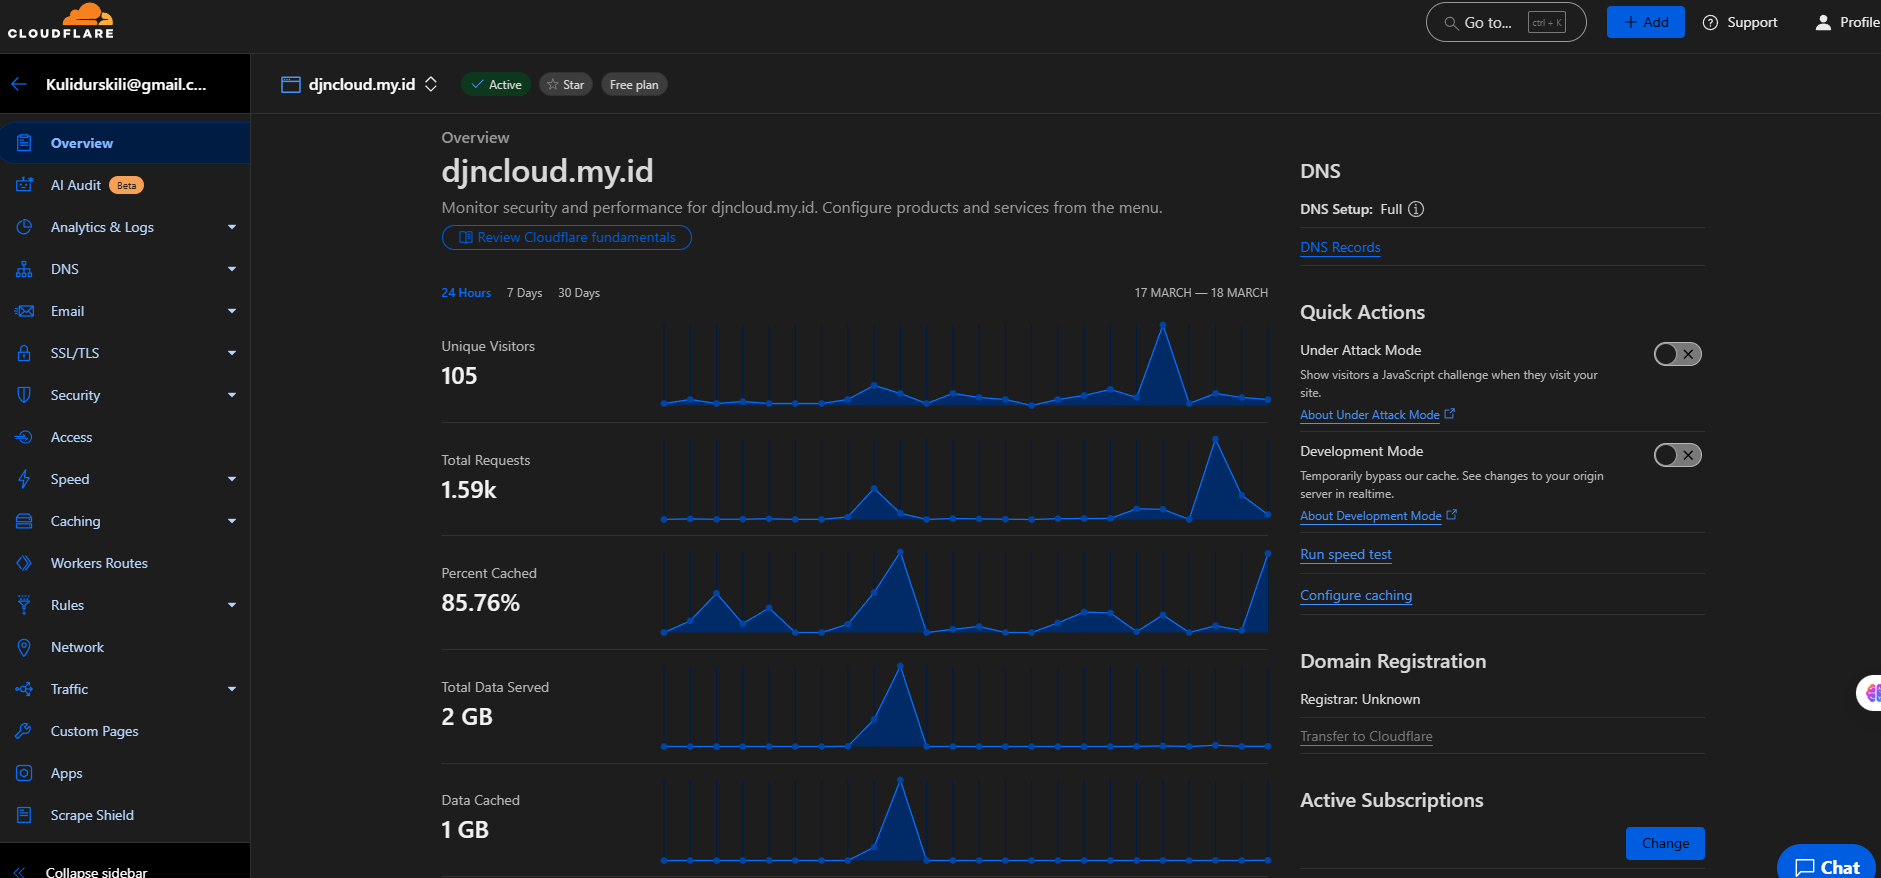 CLOUDFLARE
Go to... ctrl + K
Add
Support
Profile
Kulidurskili@gmail.c...
djncloud.my.id
Active
Star
Free plan
Overview
AI Audit Beta
Analytics & Logs
DNS
Email
SSL/TLS
Security
Access
Speed
Caching
Workers Routes
Rules
Network
Traffic
Custom Pages
Apps
Scrape Shield
Collapse sidebar
Overview
djncloud.my.id
Monitor security and performance for djncloud.my.id. Configure products and services from the menu.
Review Cloudflare fundamentals
24 Hours 7 Days 30 Days
17 MARCH — 18 MARCH
Unique Visitors
105
Total Requests
1.59k
Percent Cached
85.76%
Total Data Served
2 GB
Data Cached
1 GB
DNS
DNS Setup: Full
DNS Records
Quick Actions
Under Attack Mode
Show visitors a JavaScript challenge when they visit your
site.
About Under Attack Mode
Development Mode
Temporarily bypass our cache. See changes to your origin
server in realtime.
About Development Mode
Run speed test
Configure caching
Domain Registration
Registrar: Unknown
Transfer to Cloudflare
Active Subscriptions
Change
Chat